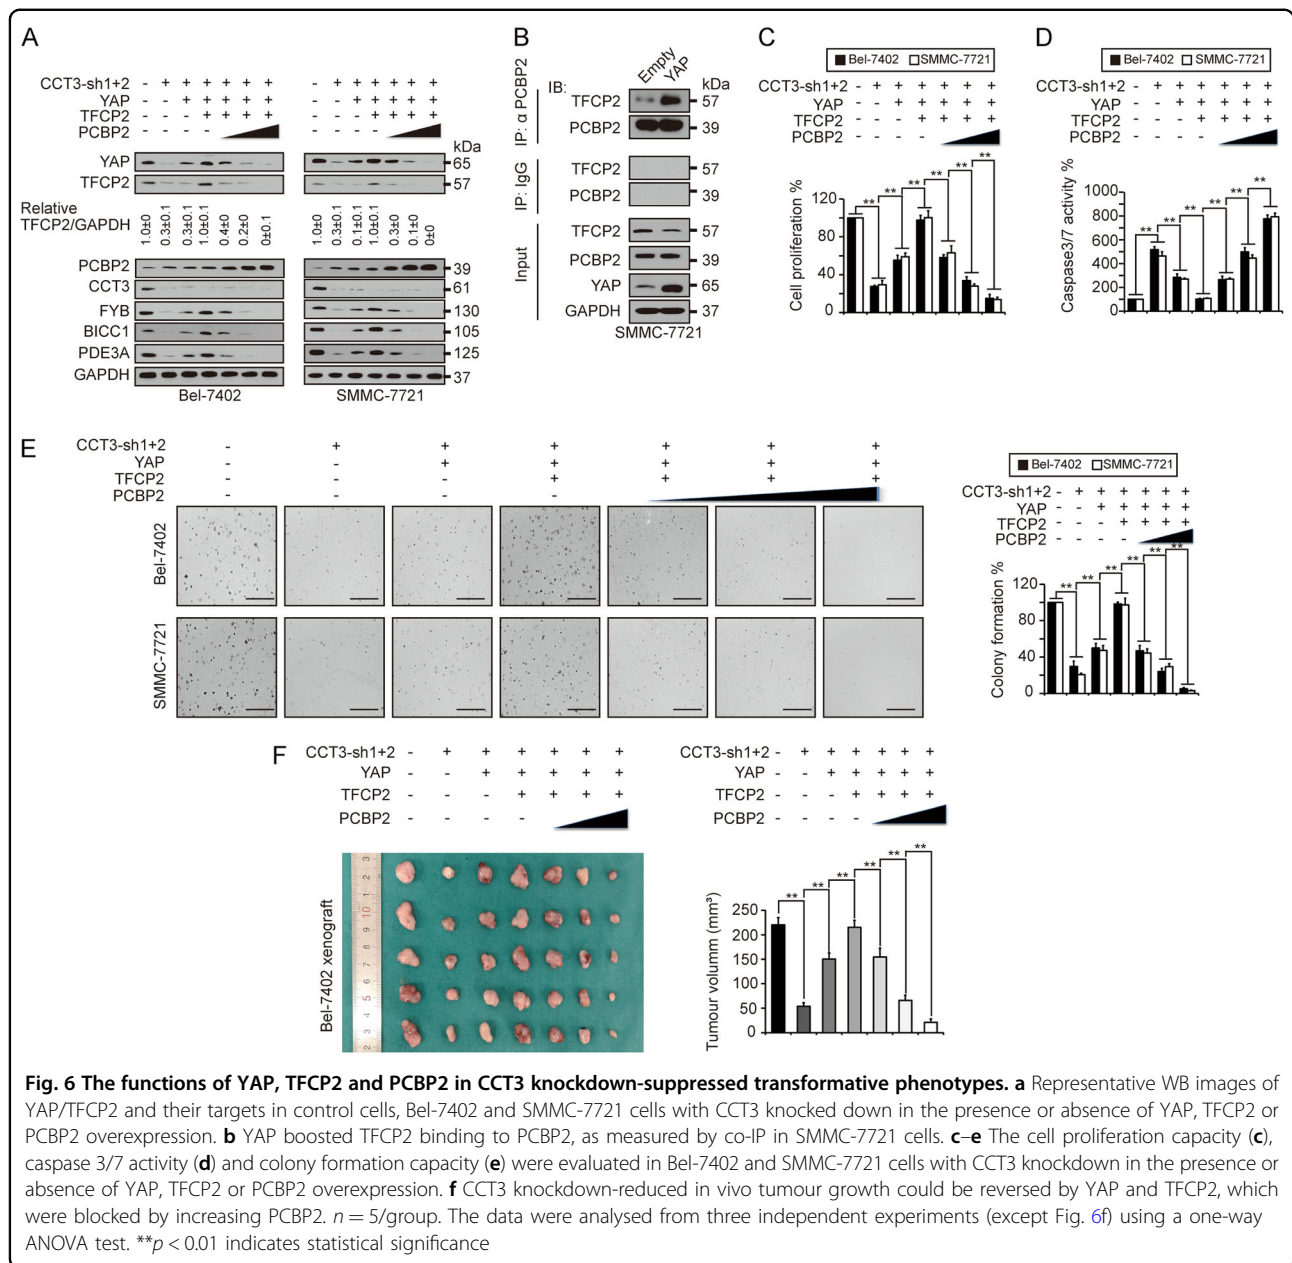 A
CCT3-sh1+2 - + + + + + + - + + + + + +
YAP - - + + + + + - - + + + + +
TFCP2 - - - + + + + - - - + + + +
PCBP2 - - - - - - - -
kDa
YAP 65
TFCP2 57
Relative
TFCP2/GAPDH
1.0±0 0.3±0.1 0.3±0.1 1.0±0.1 0.4±0 0.2±0 0±0.1 1.0±0 0.3±0.1 0.1±0.1 1.0±0.1 0.3±0 0.1±0 0±0
PCBP2 39
CCT3 61
FYB 130
BICC1 105
PDE3A 125
GAPDH 37
Bel-7402 SMMC-7721
B
Empty YAP
IB: kDa
IP: α PCBP2
TFCP2 57
PCBP2 39
IP: IgG
TFCP2 57
PCBP2 39
Input
TFCP2 57
PCBP2 39
YAP 65
GAPDH 37
SMMC-7721
C
Bel-7402 SMMC-7721
CCT3-sh1+2 - + + + + + +
YAP - - + + + + +
TFCP2 - - - + + + +
PCBP2 - - - -
** ** ** ** ** **
Cell proliferation %
120
80
40
0
D
Bel-7402 SMMC-7721
CCT3-sh1+2 - + + + + + +
YAP - - + + + + +
TFCP2 - - - + + + +
PCBP2 - - - -
** ** ** ** ** **
Caspase3/7 activity %
1000
800
600
400
200
0
E
CCT3-sh1+2 - + + + + + +
YAP - - + + + + +
TFCP2 - - - + + + +
PCBP2 - - - -
Bel-7402
SMMC-7721
Bel-7402 SMMC-7721
CCT3-sh1+2 - + + + + + +
YAP - - + + + + +
TFCP2 - - - + + + +
PCBP2 - - - -
** ** ** ** ** **
Colony formation %
120
80
40
0
F
CCT3-sh1+2 - + + + + + +
YAP - - + + + + +
TFCP2 - - - + + + +
PCBP2 - - - -
Bel-7402 xenograft
CCT3-sh1+2 - + + + + + +
YAP - - + + + + +
TFCP2 - - - + + + +
PCBP2 - - - -
** ** ** ** ** **
Tumour volumm (mm³)
250
200
150
100
50
0
Fig. 6 The functions of YAP, TFCP2 and PCBP2 in CCT3 knockdown-suppressed transformative phenotypes. a Representative WB images of
YAP/TFCP2 and their targets in control cells, Bel-7402 and SMMC-7721 cells with CCT3 knocked down in the presence or absence of YAP, TFCP2 or
PCBP2 overexpression. b YAP boosted TFCP2 binding to PCBP2, as measured by co-IP in SMMC-7721 cells. c–e The cell proliferation capacity (c),
caspase 3/7 activity (d) and colony formation capacity (e) were evaluated in Bel-7402 and SMMC-7721 cells with CCT3 knockdown in the presence or
absence of YAP, TFCP2 or PCBP2 overexpression. f CCT3 knockdown-reduced in vivo tumour growth could be reversed by YAP and TFCP2, which
were blocked by increasing PCBP2. n = 5/group. The data were analysed from three independent experiments (except Fig. 6f) using a one-way
ANOVA test. **p < 0.01 indicates statistical significance